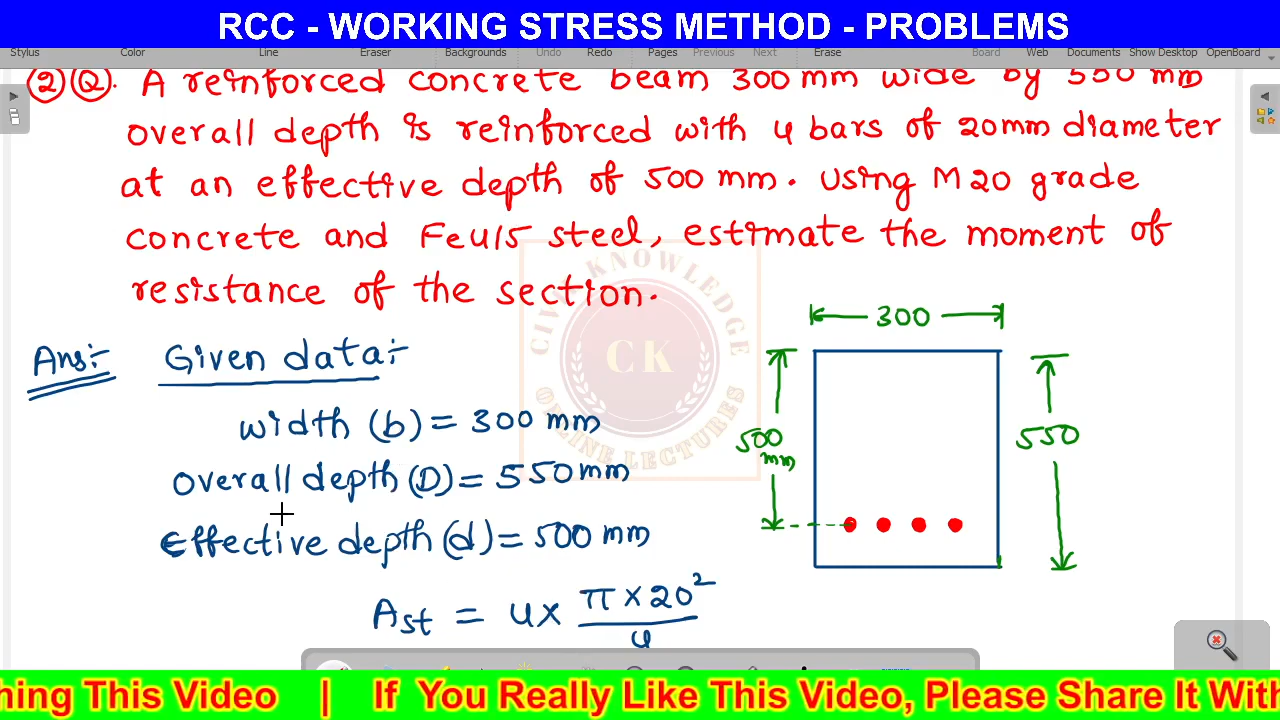 RCC - WORKING STRESS METHOD - PROBLEMS
Stylus Color Line Eraser Backgrounds Undo Redo Pages Previous Next Erase Board Web Documents Show Desktop OpenBoard
2 Q. A reinforced concrete beam 300 mm wide by 550 mm
overall depth is reinforced with 4 bars of 20mm diameter
at an effective depth of 500 mm. Using M20 grade
concrete and Fe415 steel, estimate the moment of
resistance of the section.
Ans:- Given data:-
width (b) = 300 mm
overall depth (D) = 550 mm
Effective depth (d) = 500 mm
Ast = 4 × π × 20² / 4
300
500 mm
550
CIVIL KNOWLEDGE
CK
ONLINE LECTURES
hing This Video | If You Really Like This Video, Please Share It With